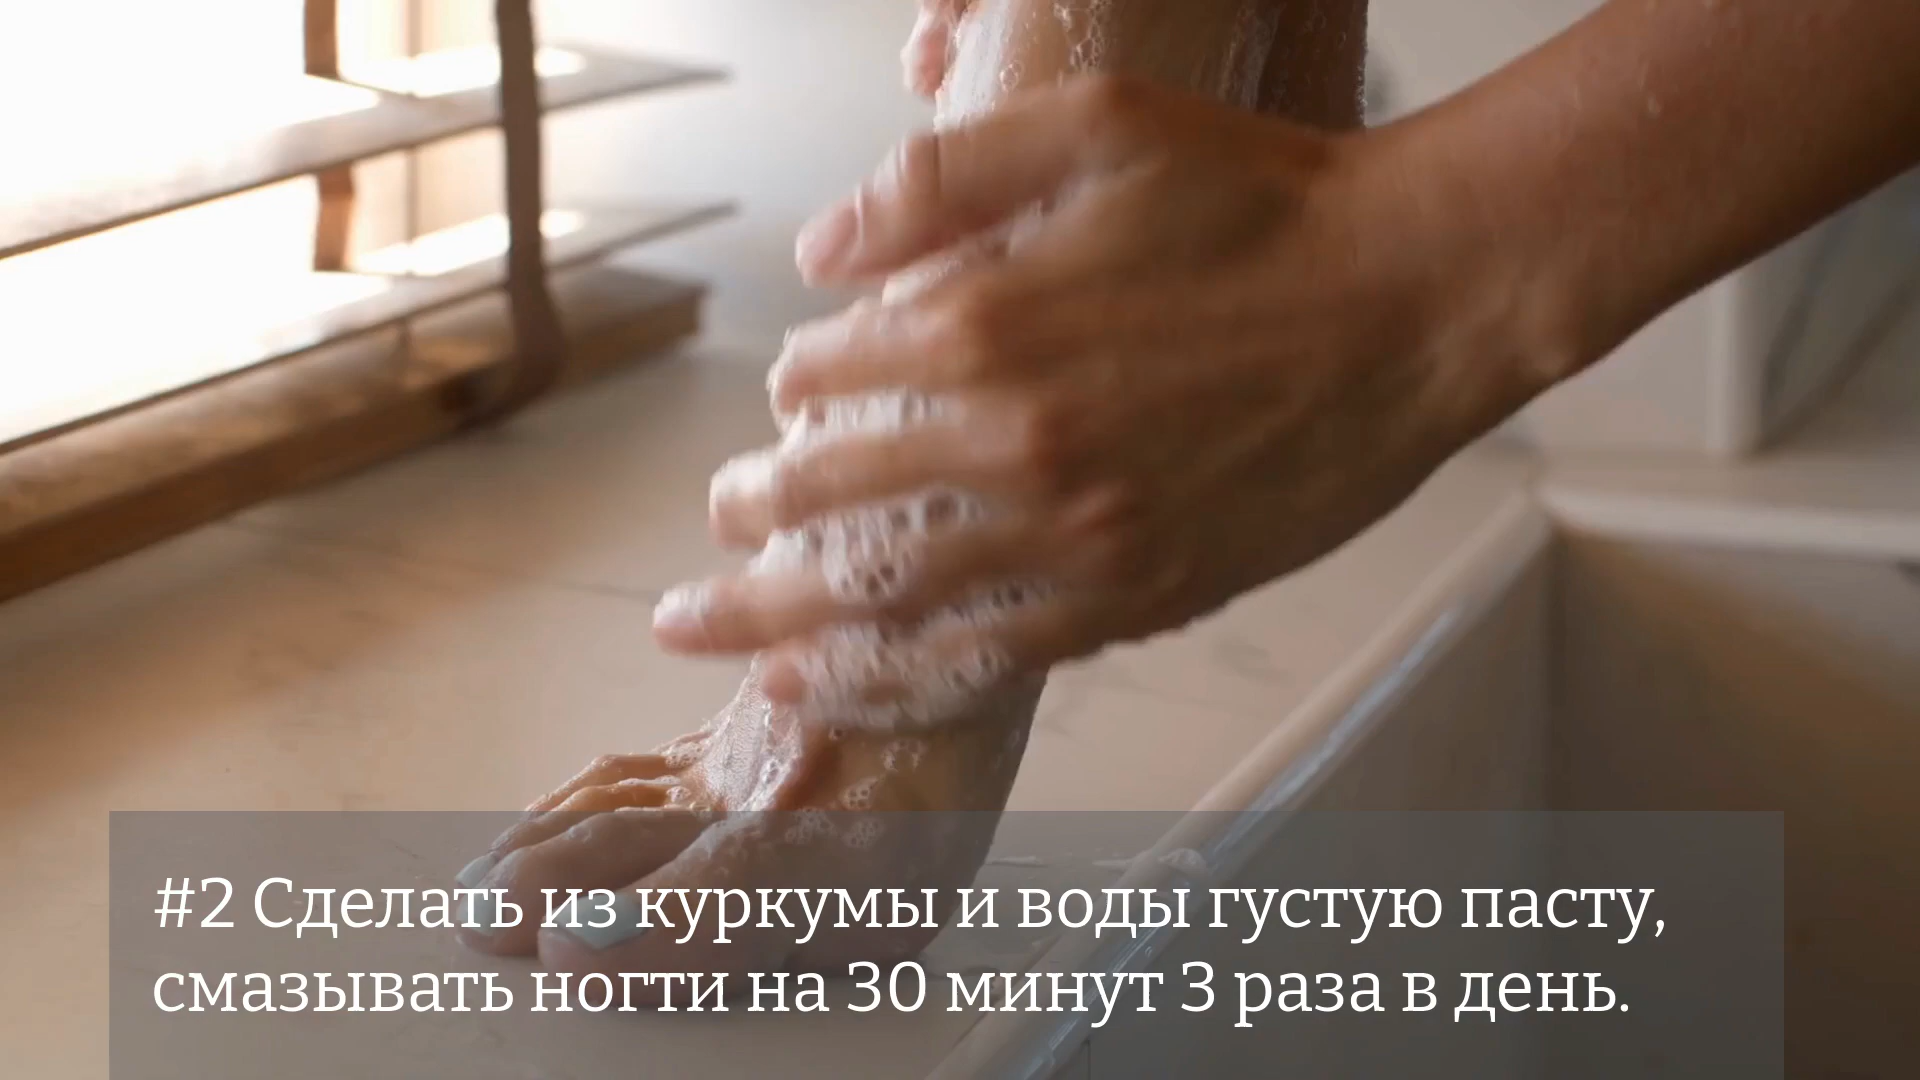 #2 Сделать из куркумы и воды густую пасту,
смазывать ногти на 30 минут 3 раза в день.